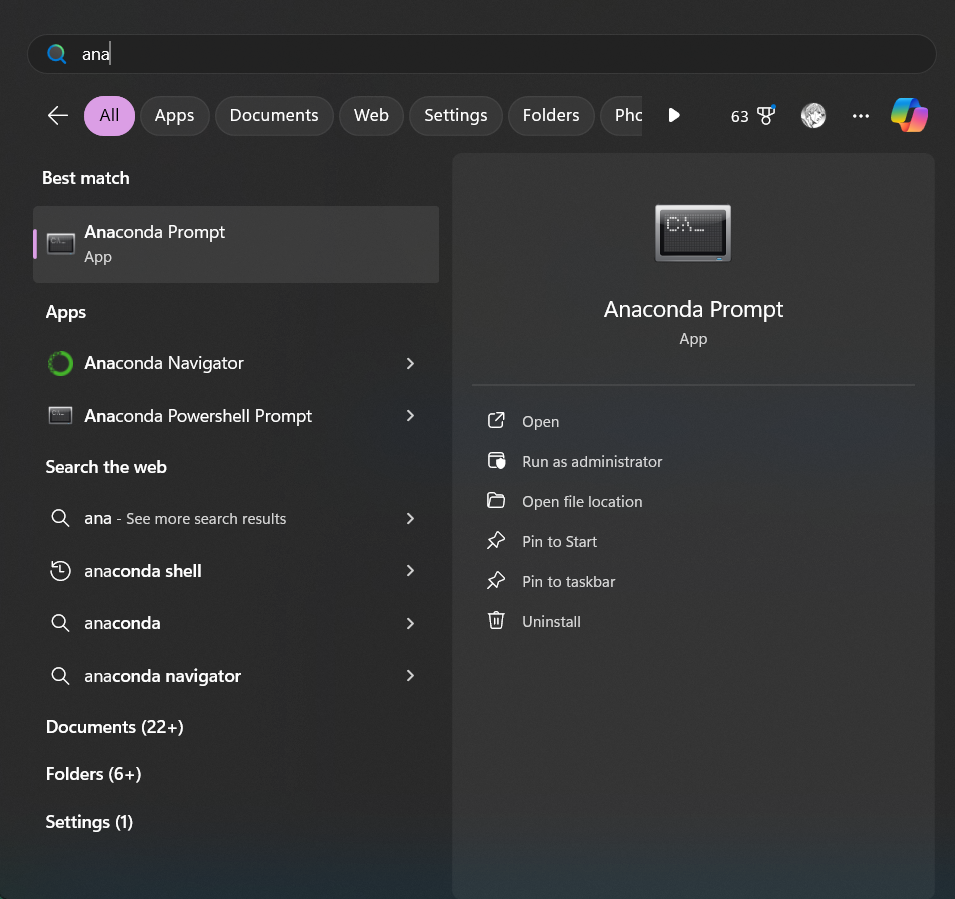 ana
All
Apps
Documents
Web
Settings
Folders
Pho
63
Best match
Anaconda Prompt
App
Apps
Anaconda Navigator
Anaconda Powershell Prompt
Search the web
ana - See more search results
anaconda shell
anaconda
anaconda navigator
Documents (22+)
Folders (6+)
Settings (1)
C:\_
Anaconda Prompt
App
Open
Run as administrator
Open file location
Pin to Start
Pin to taskbar
Uninstall